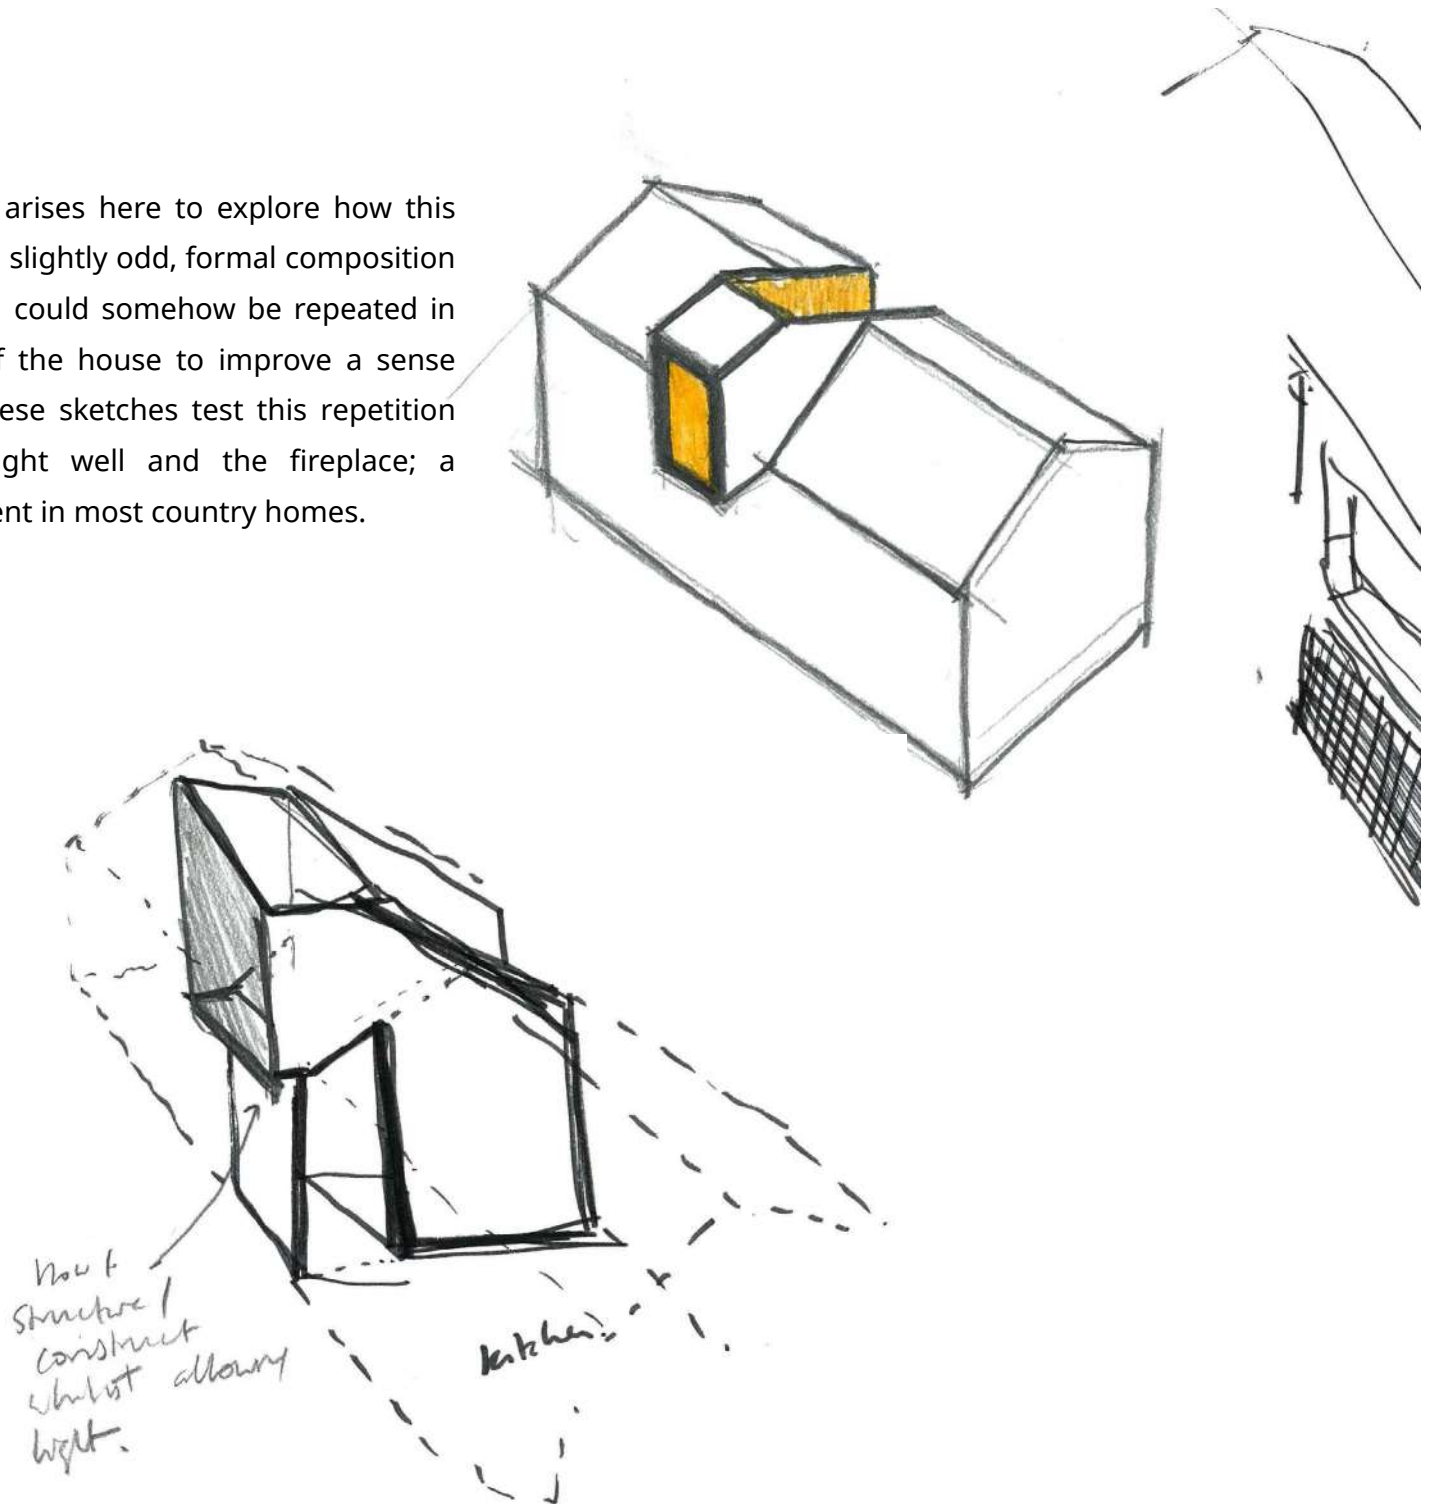 arises here to explore how this
slightly odd, formal composition
could somehow be repeated in
f the house to improve a sense
ese sketches test this repetition
ght well and the fireplace; a
ent in most country homes.
how to
structure /
construct
whilst allowing
light.
kitchen?